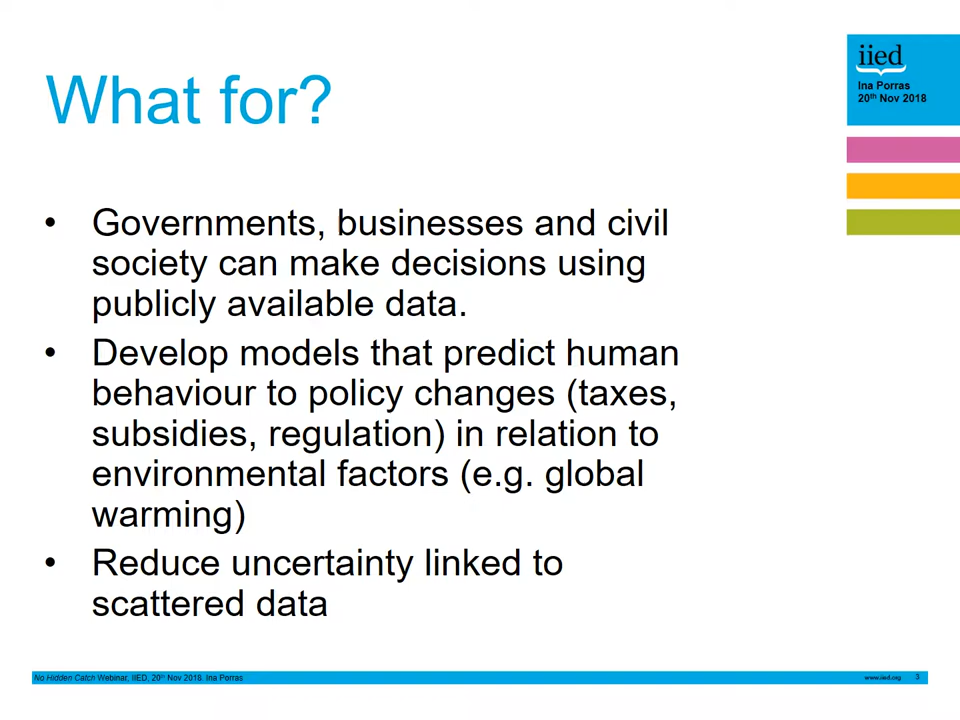 What for?
iied
Ina Porras
20th Nov 2018
• Governments, businesses and civil
society can make decisions using
publicly available data.
• Develop models that predict human
behaviour to policy changes (taxes,
subsidies, regulation) in relation to
environmental factors (e.g. global
warming)
• Reduce uncertainty linked to
scattered data
No Hidden Catch Webinar, IIED, 20th Nov 2018. Ina Porras
www.iied.org 3